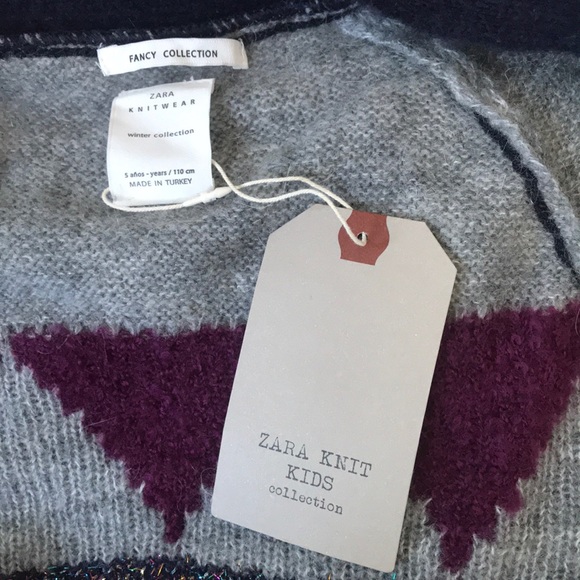 FANCY COLLECTION
ZARA
KNITWEAR
winter collection
5 años - years / 110 cm
MADE IN TURKEY
ZARA KNIT
KIDS
collection